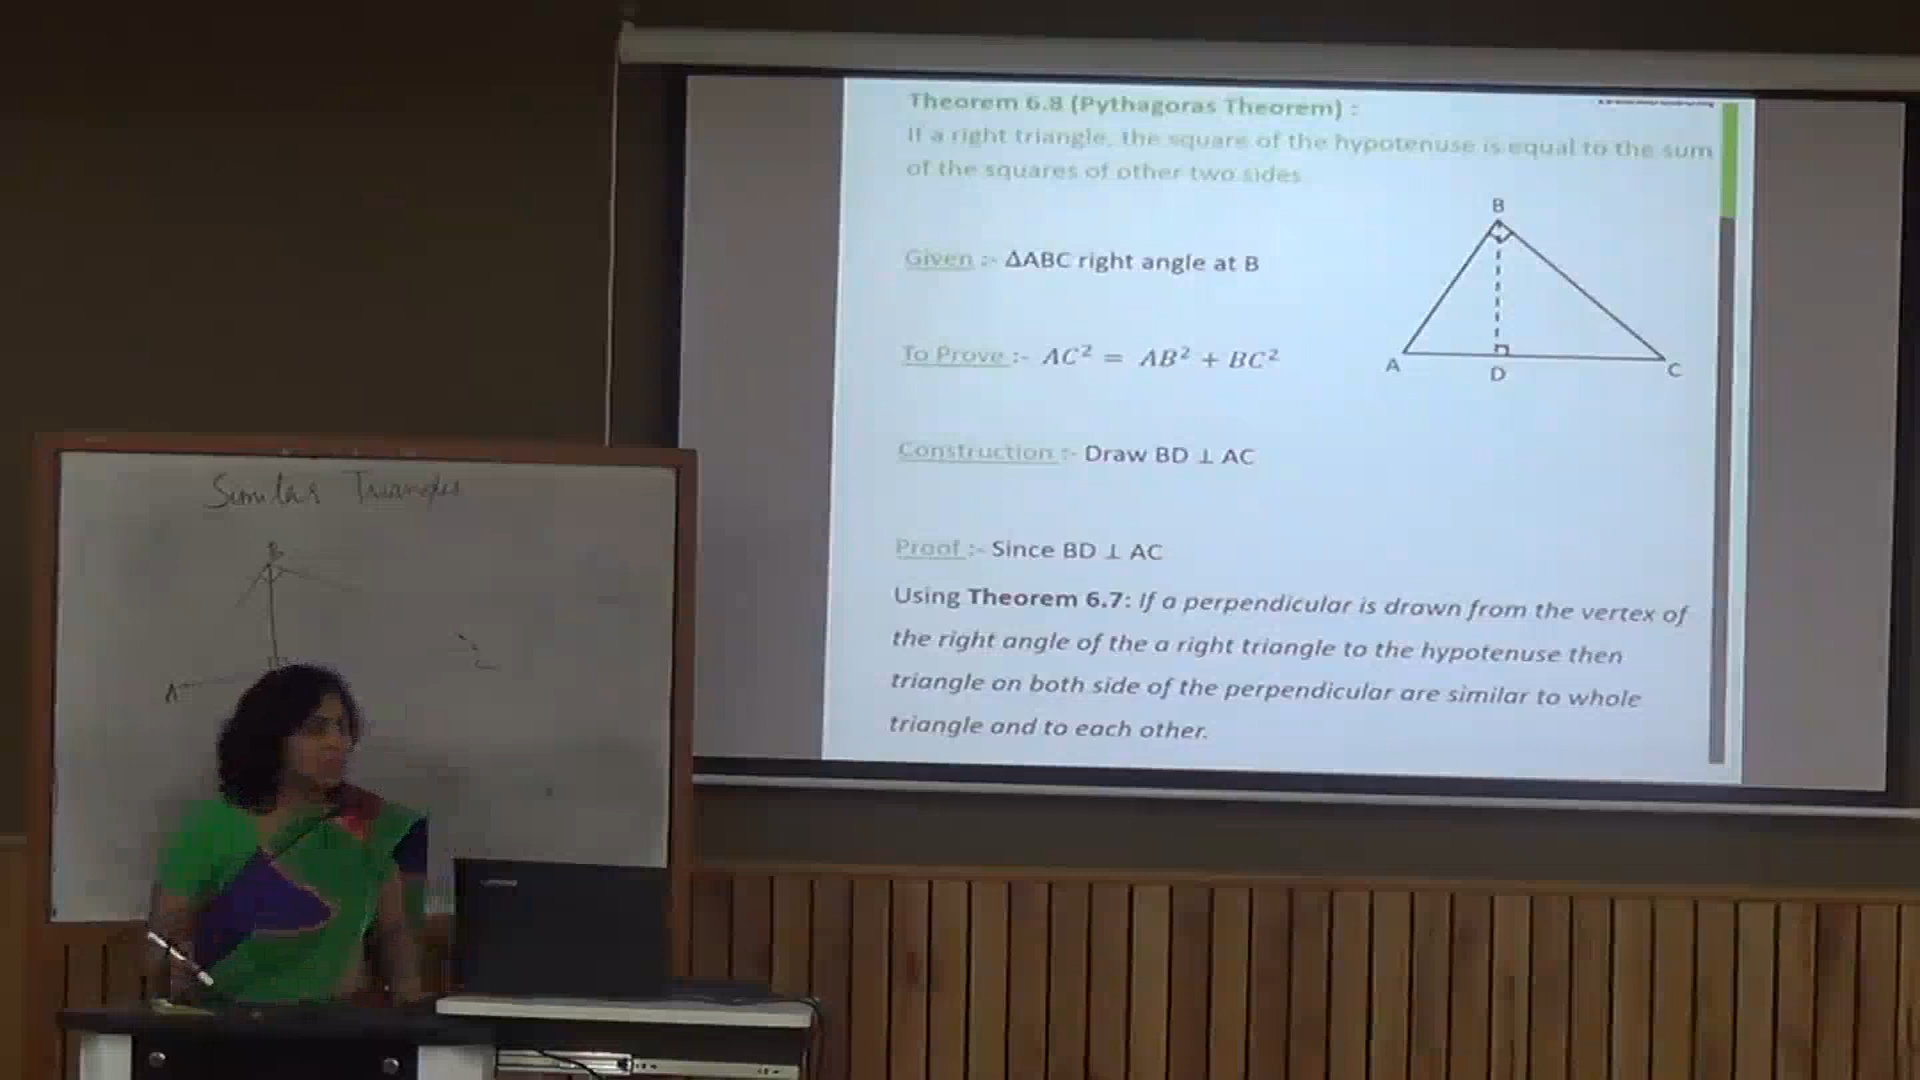 Theorem 6.8 (Pythagoras Theorem) :
If a right triangle, the square of the hypotenuse is equal to the sum
of the squares of other two sides
B
Given :- ΔABC right angle at B
To Prove :- AC² = AB² + BC²
A
D
C
Construction :- Draw BD ⊥ AC
Proof :- Since BD ⊥ AC
Using Theorem 6.7: If a perpendicular is drawn from the vertex of
the right angle of the a right triangle to the hypotenuse then
triangle on both side of the perpendicular are similar to whole
triangle and to each other.
Similar Triangles
B
A